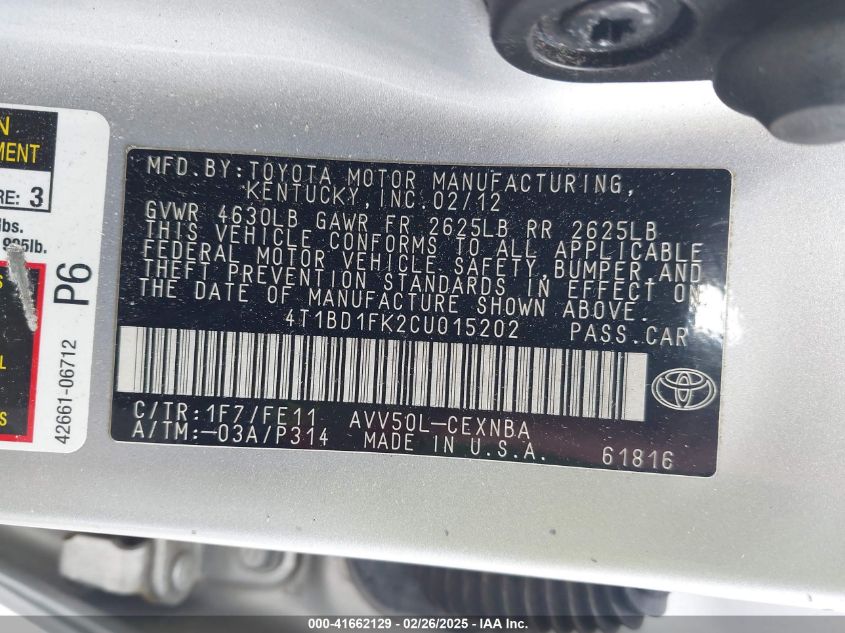 N
MENT
RE: 3
lbs.
995lb.
S
L
S
P6
42661-06712
MFD.BY:TOYOTA MOTOR MANUFACTURING,
KENTUCKY,INC.02/12
GVWR 4630LB GAWR FR 2625LB RR 2625LB
THIS VEHICLE CONFORMS TO ALL APPLICABLE
FEDERAL MOTOR VEHICLE SAFETY,BUMPER AND
THEFT PREVENTION STANDARDS IN EFFECT ON
THE DATE OF MANUFACTURE SHOWN ABOVE.
4T1BD1FK2CU015202 PASS.CAR
C/TR:1F7/FE11 AVV50L-CEXNBA
A/TM:-03A/P314 MADE IN U.S.A. 61816
000-41662129 - 02/26/2025 - IAA Inc.